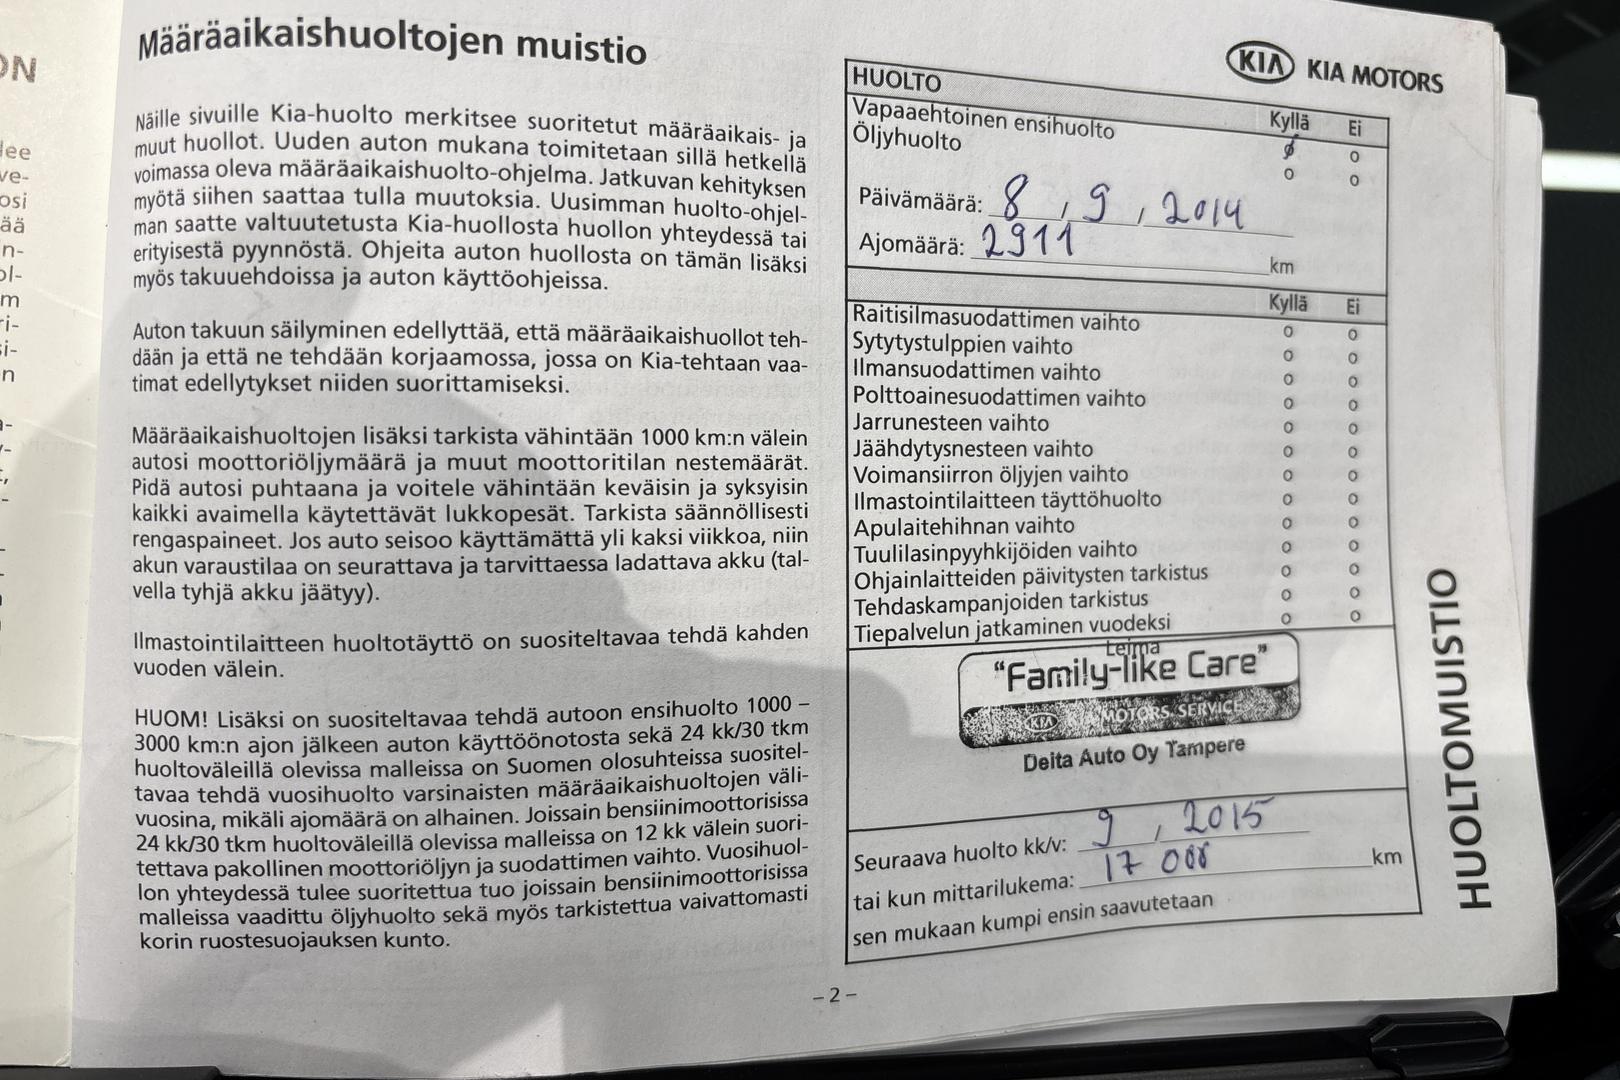 Määräaikaishuoltojen muistio
Näille sivuille Kia-huolto merkitsee suoritetut määräaikais- ja
muut huollot. Uuden auton mukana toimitetaan sillä hetkellä
voimassa oleva määräaikaishuolto-ohjelma. Jatkuvan kehityksen
myötä siihen saattaa tulla muutoksia. Uusimman huolto-ohjel-
man saatte valtuutetusta Kia-huollosta huollon yhteydessä tai
erityisestä pyynnöstä. Ohjeita auton huollosta on tämän lisäksi
myös takuuehdoissa ja auton käyttöohjeissa.
Auton takuun säilyminen edellyttää, että määräaikaishuollot teh-
dään ja että ne tehdään korjaamossa, jossa on Kia-tehtaan vaa-
timat edellytykset niiden suorittamiseksi.
Määräaikaishuoltojen lisäksi tarkista vähintään 1000 km:n välein
autosi moottoriöljymäärä ja muut moottoritilan nestemäärät.
Pidä autosi puhtaana ja voitele vähintään keväisin ja syksyisin
kaikki avaimella käytettävät lukkopesät. Tarkista säännöllisesti
rengaspaineet. Jos auto seisoo käyttämättä yli kaksi viikkoa, niin
akun varaustilaa on seurattava ja tarvittaessa ladattava akku (tal-
vella tyhjä akku jäätyy).
Ilmastointilaitteen huoltotäyttö on suositeltavaa tehdä kahden
vuoden välein.
HUOM! Lisäksi on suositeltavaa tehdä autoon ensihuolto 1000 –
3000 km:n ajon jälkeen auton käyttöönotosta sekä 24 kk/30 tkm
huoltoväleillä olevissa malleissa on Suomen olosuhteissa suositel-
tavaa tehdä vuosihuolto varsinaisten määräaikaishuoltojen väli-
vuosina, mikäli ajomäärä on alhainen. Joissain bensiinimoottorisissa
24 kk/30 tkm huoltoväleillä olevissa malleissa on 12 kk välein suori-
tettava pakollinen moottoriöljyn ja suodattimen vaihto. Vuosihuol-
lon yhteydessä tulee suoritettua tuo joissain bensiinimoottorisissa
malleissa vaadittu öljyhuolto sekä myös tarkistettua vaivattomasti
korin ruostesuojauksen kunto.
KIA KIA MOTORS
HUOLTO
Kyllä Ei
Vapaaehtoinen ensihuolto
Öljyhuolto
Päivämäärä: 8 , 9 , 2014
Ajomäärä: 2911 km
Kyllä Ei
Raitisilmasuodattimen vaihto
Sytytystulppien vaihto
Ilmansuodattimen vaihto
Polttoainesuodattimen vaihto
Jarrunesteen vaihto
Jäähdytysnesteen vaihto
Voimansiirron öljyjen vaihto
Ilmastointilaitteen täyttöhuolto
Apulaitehihnan vaihto
Tuulilasinpyyhkijöiden vaihto
Ohjainlaitteiden päivitysten tarkistus
Tehdaskampanjoiden tarkistus
Tiepalvelun jatkaminen vuodeksi
Leima
"Family-like Care"
KIA KIA MOTORS SERVICE
Delta Auto Oy Tampere
Seuraava huolto kk/v: 9 , 2015
tai kun mittarilukema: 17 000 km
sen mukaan kumpi ensin saavutetaan
HUOLTOMUISTIO
– 2 –